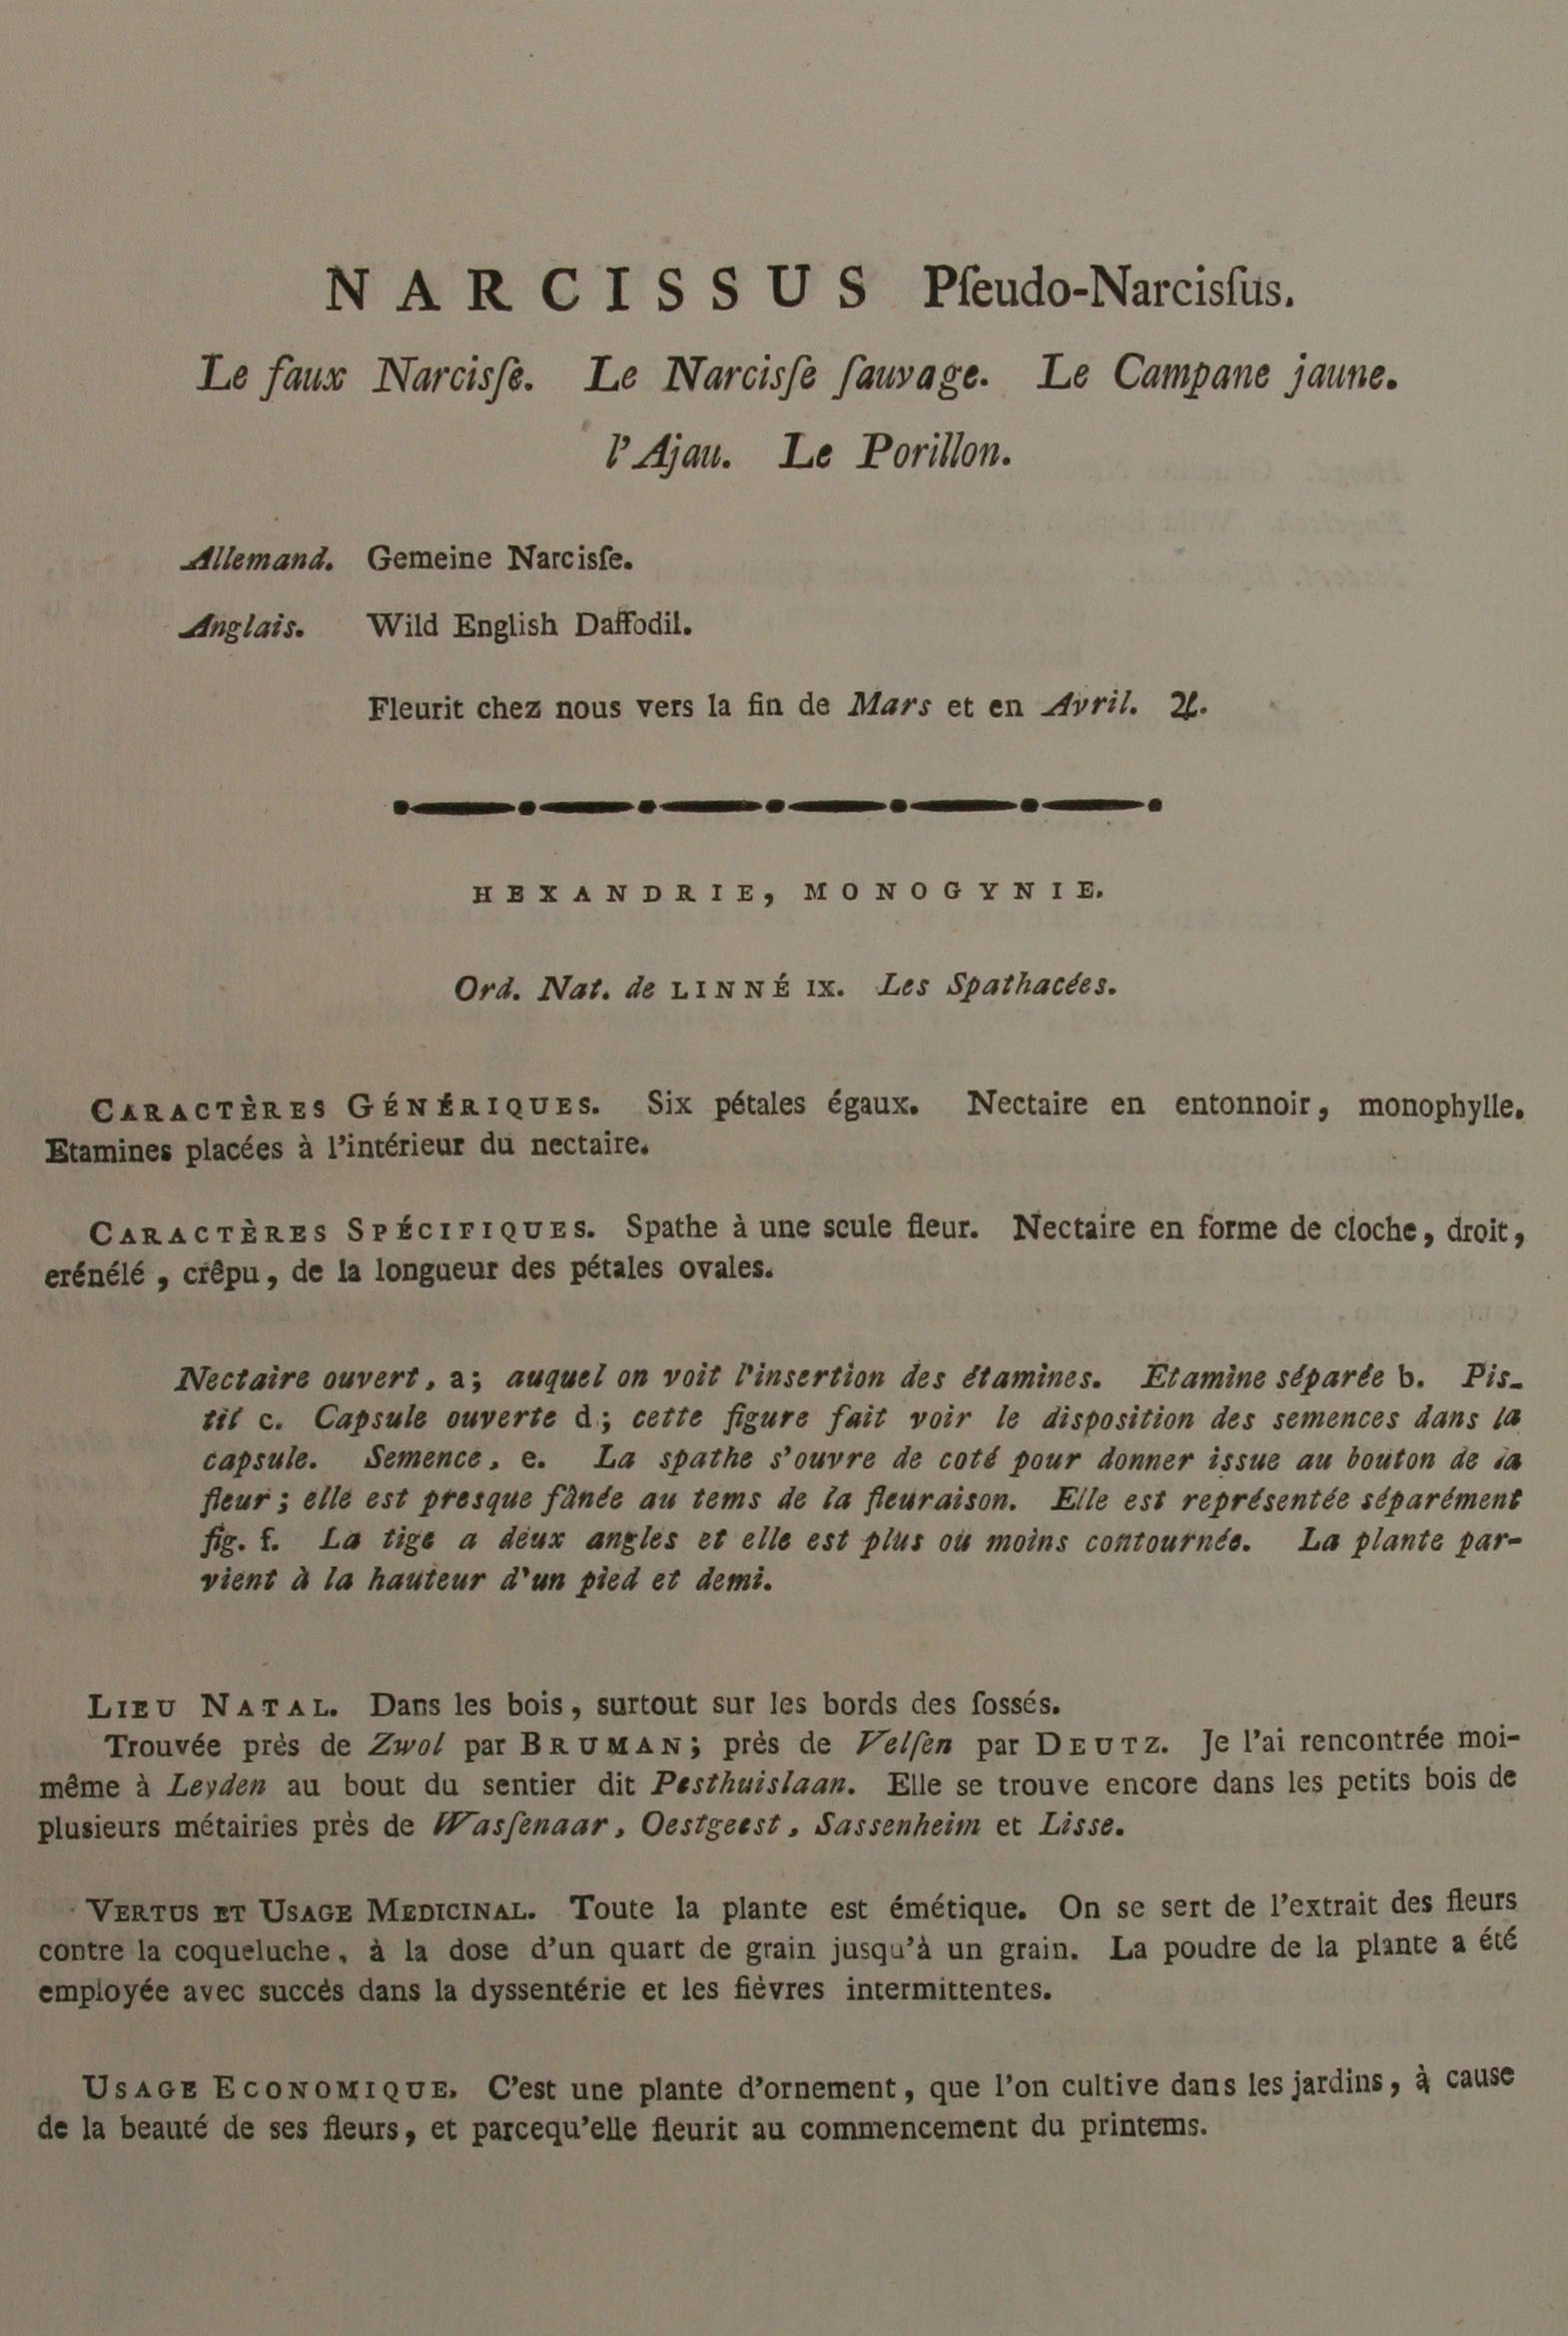 NARCISSUS Pſeudo-Narcisſus.
Le faux Narcisſe. Le Narcisſe ſauvage. Le Campane jaune.
l'Ajau. Le Porillon.
Allemand. Gemeine Narcisſe.
Anglais. Wild English Daffodil.
Fleurit chez nous vers la fin de Mars et en Avril. ♃.
HEXANDRIE, MONOGYNIE.
Ord. Nat. de LINNÉ IX. Les Spathacées.
CARACTÈRES GÉNÉRIQUES. Six pétales égaux. Nectaire en entonnoir, monophylle.
Etamines placées à l'intérieur du nectaire.
CARACTÈRES SPÉCIFIQUES. Spathe à une seule fleur. Nectaire en forme de cloche, droit,
erénélé, crêpu, de la longueur des pétales ovales.
Nectaire ouvert, a; auquel on voit l'insertion des étamines. Etamine séparée b. Pis-
til c. Capsule ouverte d; cette figure fait voir le disposition des semences dans la
capsule. Semence, e. La spathe s'ouvre de coté pour donner issue au bouton de la
fleur; elle est presque fânée au tems de la fleuraison. Elle est représentée séparément
fig. f. La tige a deux angles et elle est plus ou moins contournée. La plante par-
vient à la hauteur d'un pied et demi.
LIEU NATAL. Dans les bois, surtout sur les bords des fossés.
Trouvée près de Zwol par BRUMAN; près de Velſen par DEUTZ. Je l'ai rencontrée moi-
même à Leyden au bout du sentier dit Pesthuislaan. Elle se trouve encore dans les petits bois de
plusieurs métairies près de Wasſenaar, Oestgeest, Sassenheim et Lisse.
VERTUS ET USAGE MEDICINAL. Toute la plante est émétique. On se sert de l'extrait des fleurs
contre la coqueluche, à la dose d'un quart de grain jusqu'à un grain. La poudre de la plante a été
employée avec succès dans la dyssentérie et les fièvres intermittentes.
USAGE ECONOMIQUE. C'est une plante d'ornement, que l'on cultive dans les jardins, à cause
de la beauté de ses fleurs, et parcequ'elle fleurit au commencement du printems.